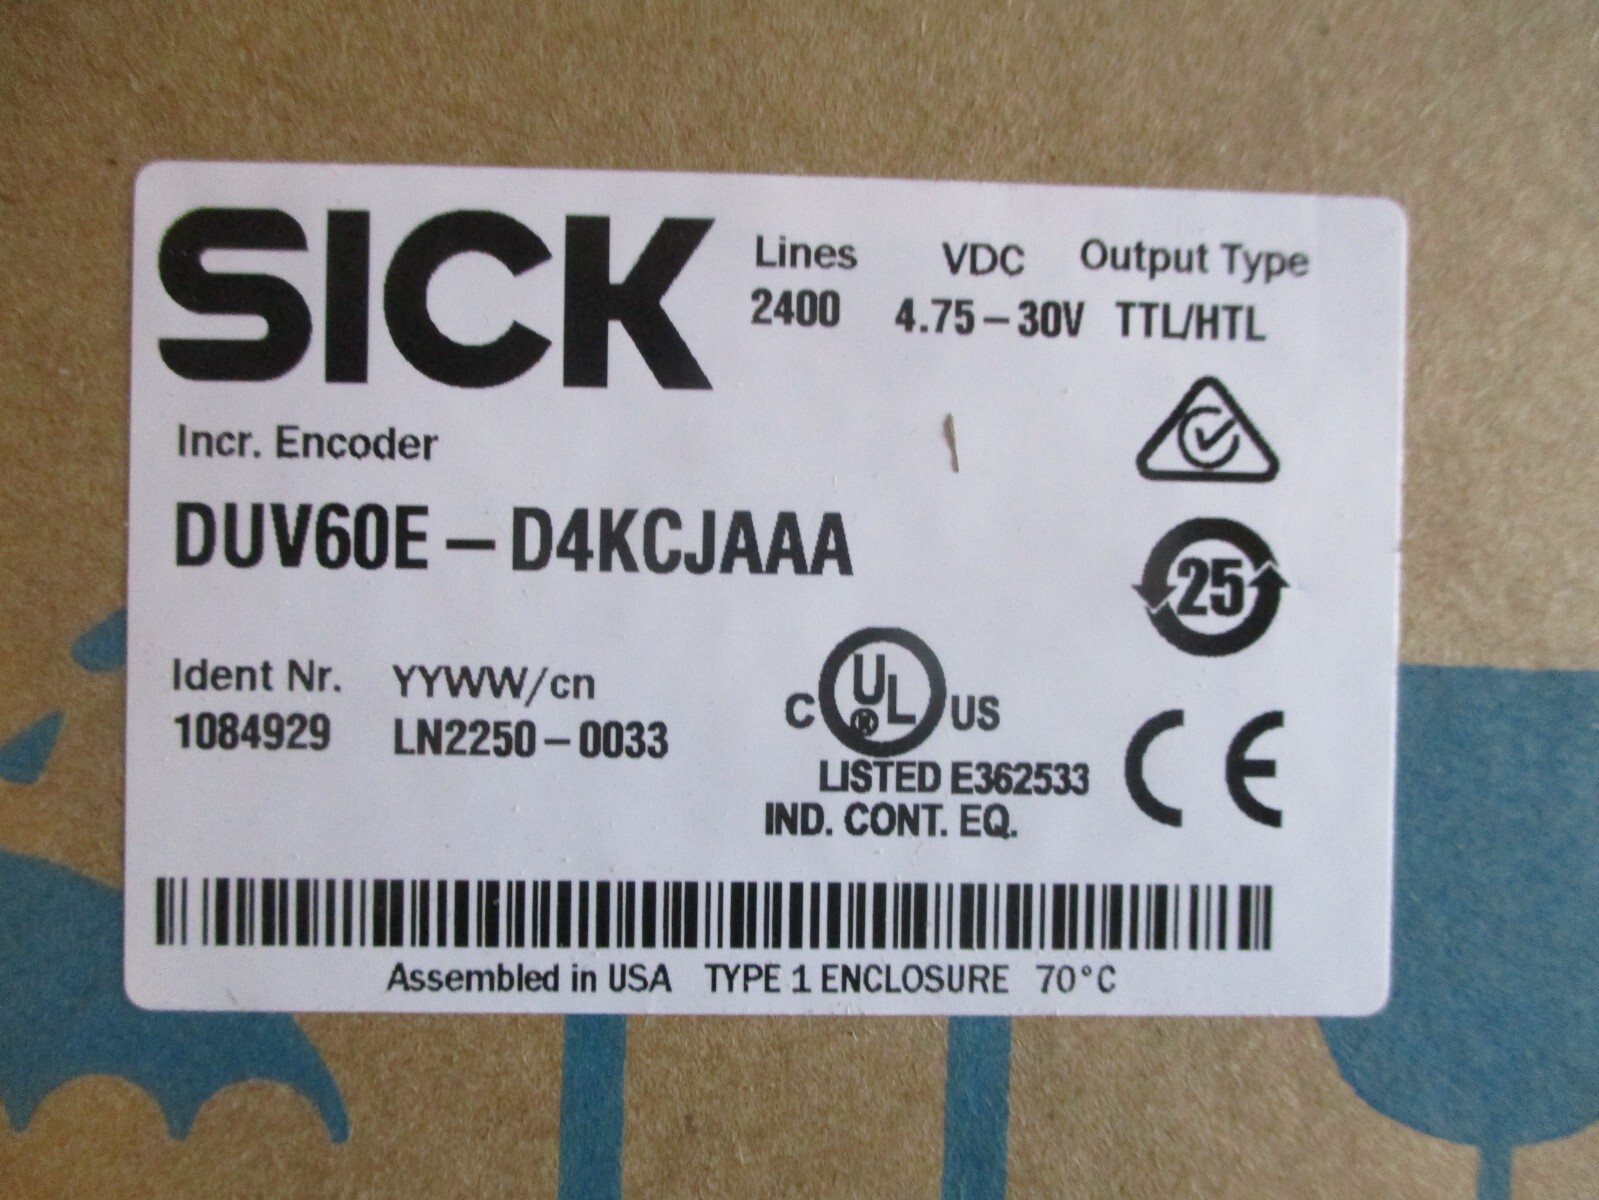 SICK
Lines VDC Output Type
2400 4.75-30V TTL/HTL
Incr. Encoder
DUV60E-D4KCJAAA
25
Ident Nr. YYWW/cn
1084929 LN2250-0033
C UL® US
LISTED E362533
IND. CONT. EQ.
CE
Assembled in USA TYPE 1 ENCLOSURE 70°C